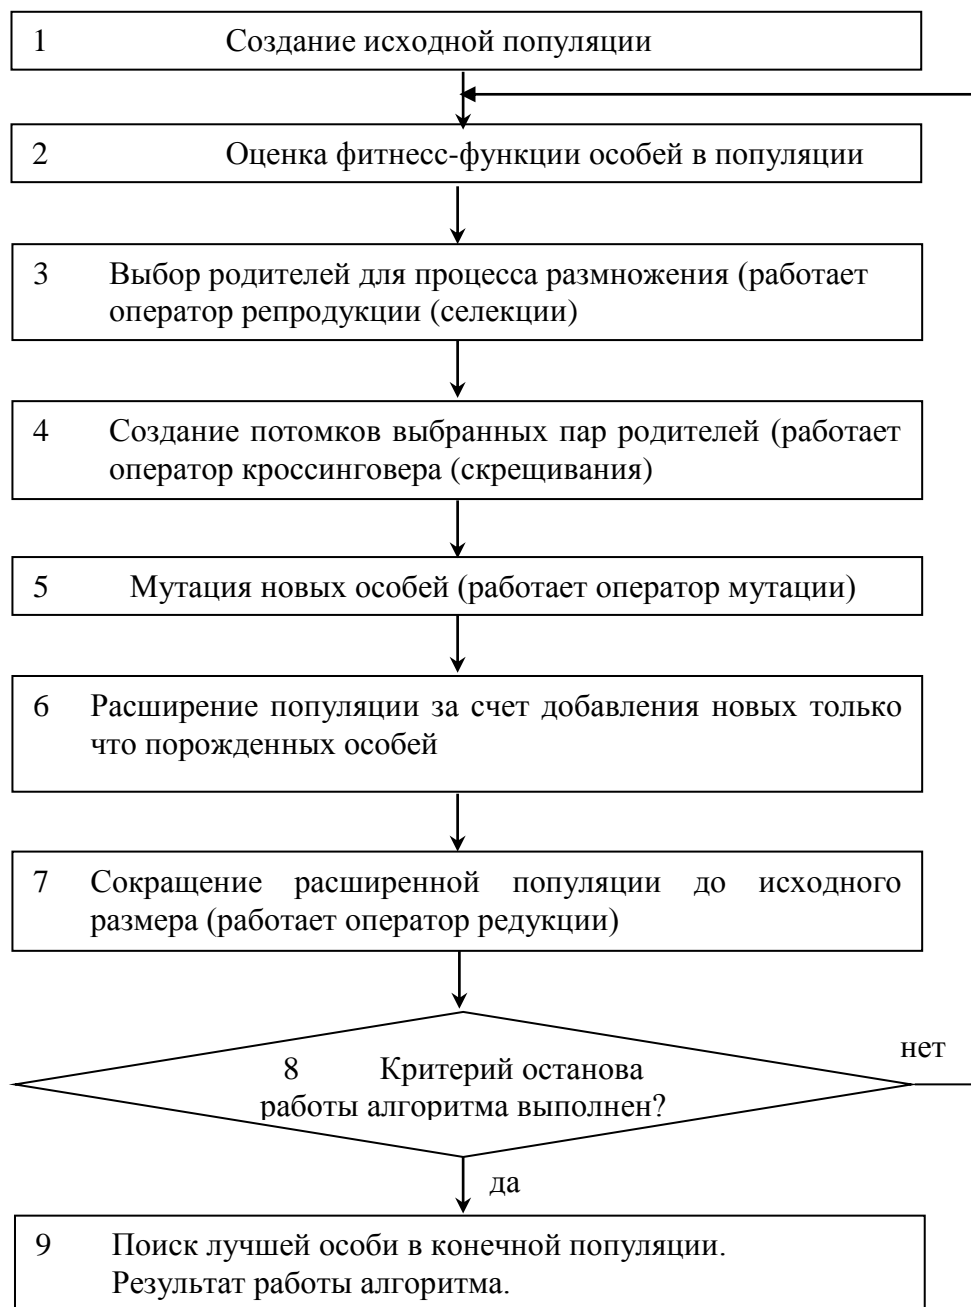 1 Создание исходной популяции
2 Оценка фитнесс-функции особей в популяции
3 Выбор родителей для процесса размножения (работает
оператор репродукции (селекции)
4 Создание потомков выбранных пар родителей (работает
оператор кроссинговера (скрещивания)
5 Мутация новых особей (работает оператор мутации)
6 Расширение популяции за счет добавления новых только
что порожденных особей
7 Сокращение расширенной популяции до исходного
размера (работает оператор редукции)
нет
8 Критерий останова
работы алгоритма выполнен?
да
9 Поиск лучшей особи в конечной популяции.
Результат работы алгоритма.